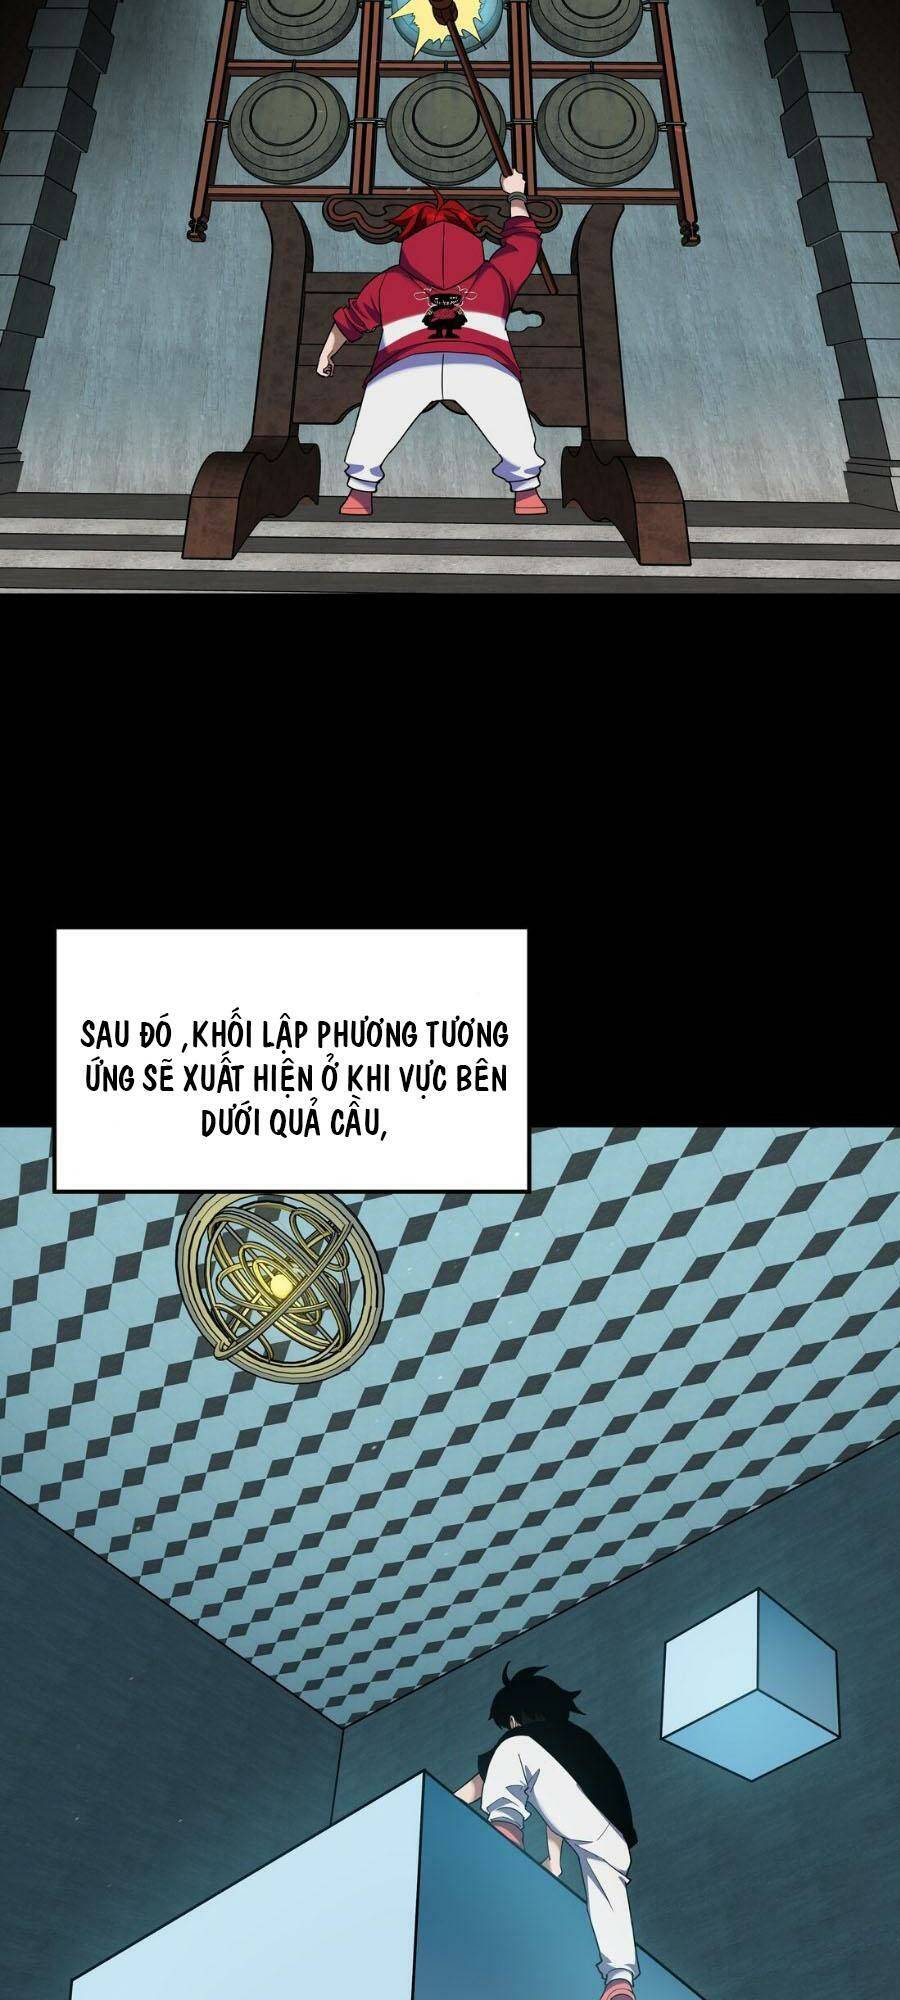 SAU ĐÓ ,KHỐI LẬP PHƯƠNG TƯƠNG
ỨNG SẼ XUẤT HIỆN Ở KHI VỰC BÊN
DƯỚI QUẢ CẦU,